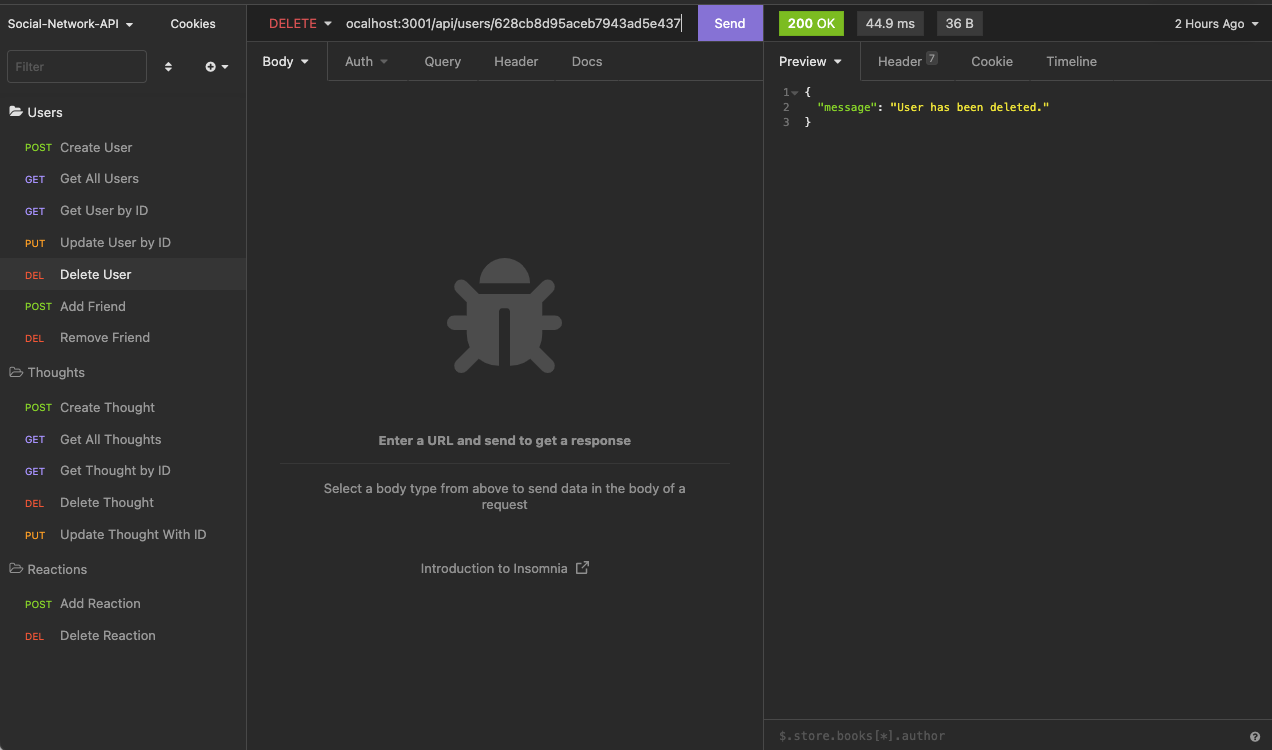 Social-Network-API
Cookies
Filter
Users
POST Create User
GET Get All Users
GET Get User by ID
PUT Update User by ID
DEL Delete User
POST Add Friend
DEL Remove Friend
Thoughts
POST Create Thought
GET Get All Thoughts
GET Get Thought by ID
DEL Delete Thought
PUT Update Thought With ID
Reactions
POST Add Reaction
DEL Delete Reaction
DELETE ocalhost:3001/api/users/628cb8d95aceb7943ad5e437 Send
Body Auth Query Header Docs
Enter a URL and send to get a response
Select a body type from above to send data in the body of a
request
Introduction to Insomnia
200 OK 44.9 ms 36 B 2 Hours Ago
Preview Header 7 Cookie Timeline
1 {
2 "message": "User has been deleted."
3 }
$.store.books[*].author ?